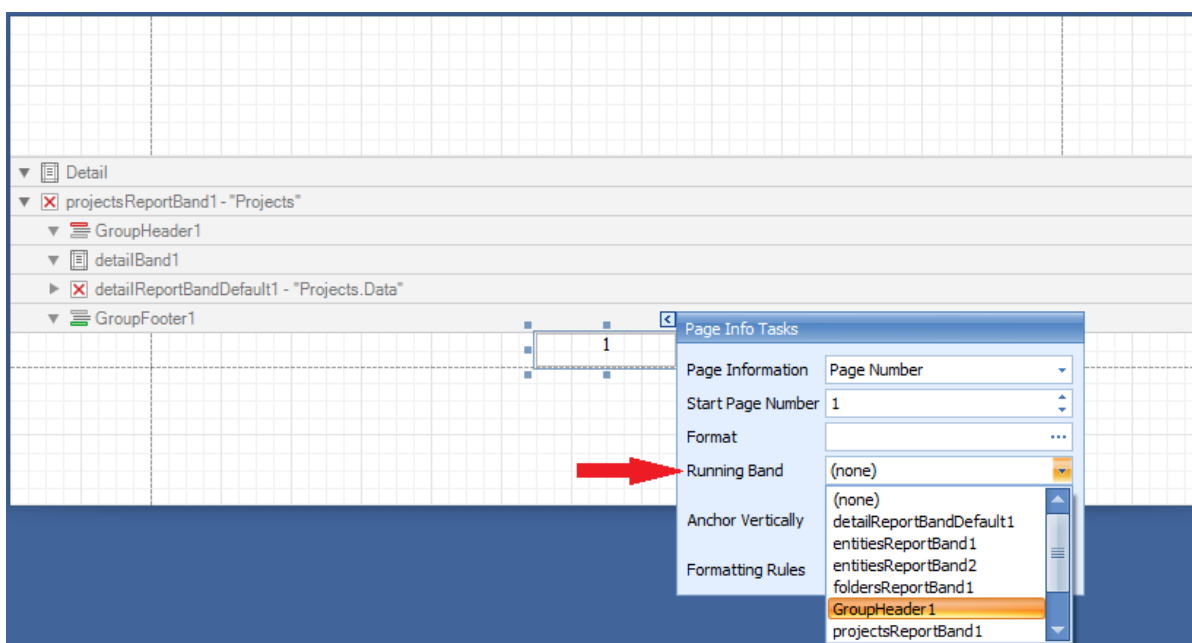 Detail
projectsReportBand1 - "Projects"
GroupHeader1
detailBand1
detailReportBandDefault1 - "Projects.Data"
GroupFooter1
1
Page Info Tasks
Page Information Page Number
Start Page Number 1
Format ...
Running Band (none)
(none)
Anchor Vertically detailReportBandDefault1
entitiesReportBand1
entitiesReportBand2
Formatting Rules foldersReportBand1
GroupHeader1
projectsReportBand1